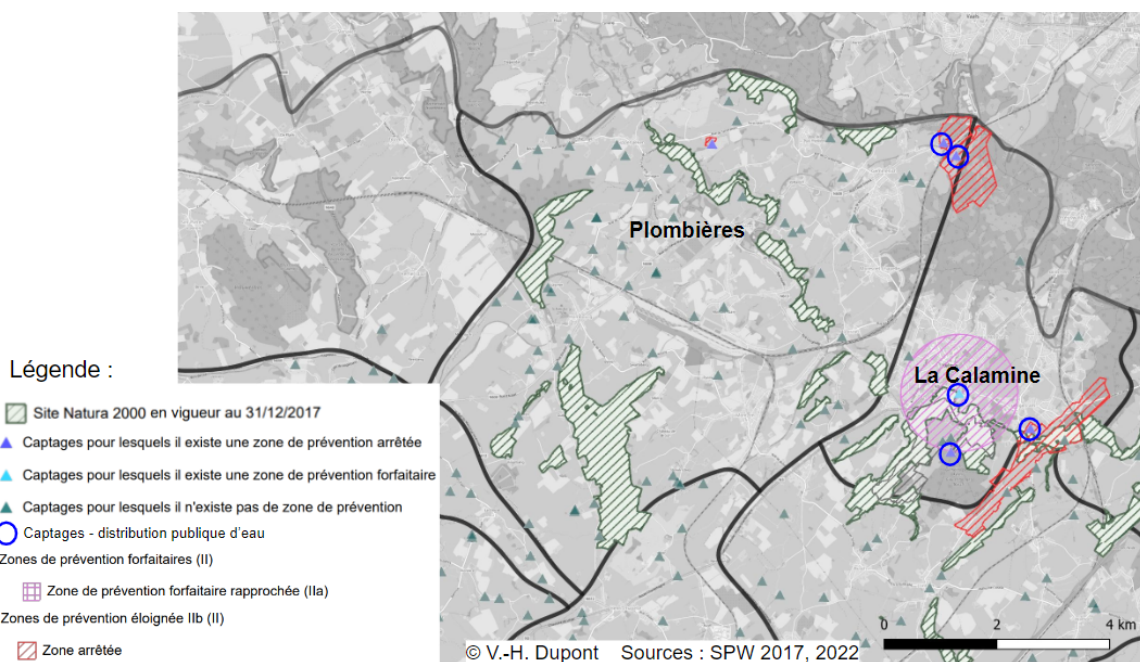 Plombières
La Calamine
Légende :
Site Natura 2000 en vigueur au 31/12/2017
Captages pour lesquels il existe une zone de prévention arrêtée
Captages pour lesquels il existe une zone de prévention forfaitaire
Captages pour lesquels il n'existe pas de zone de prévention
Captages - distribution publique d'eau
Zones de prévention forfaitaires (II)
Zone de prévention forfaitaire rapprochée (IIa)
Zones de prévention éloignée IIb (II)
Zone arrêtée
0 2 4 km
© V.-H. Dupont Sources : SPW 2017, 2022